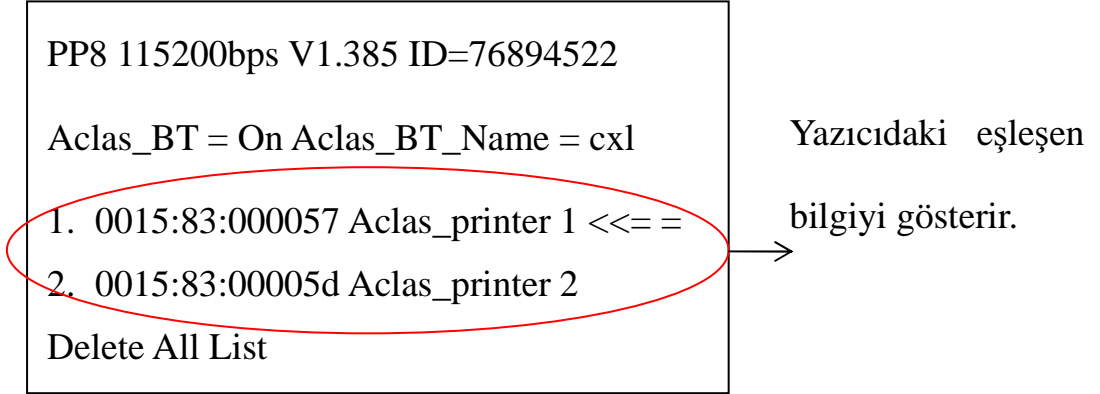 PP8 115200bps V1.385 ID=76894522
Aclas_BT = On Aclas_BT_Name = cxl
1. 0015:83:000057 Aclas_printer 1 <<= =
2. 0015:83:00005d Aclas_printer 2
Delete All List
Yazıcıdaki eşleşen
bilgiyi gösterir.